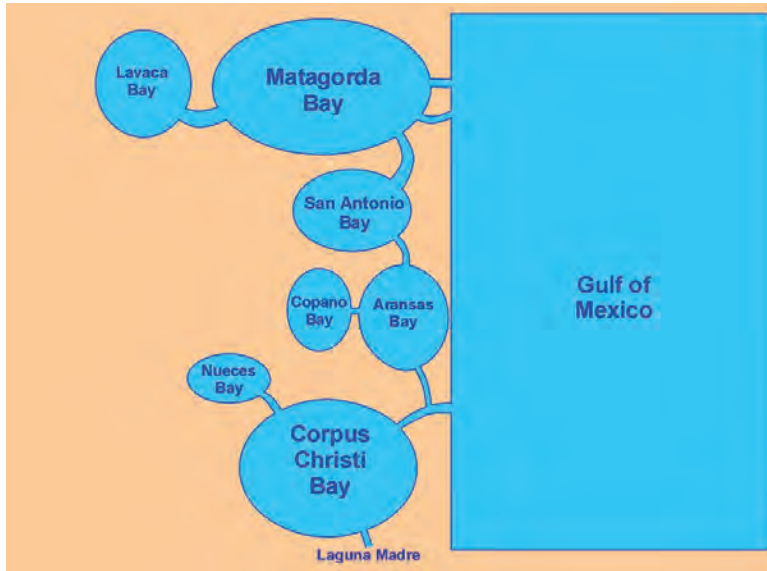 Lavaca
Bay
Matagorda
Bay
San Antonio
Bay
Copano
Bay
Aransas
Bay
Gulf of
Mexico
Nueces
Bay
Corpus
Christi
Bay
Laguna Madre